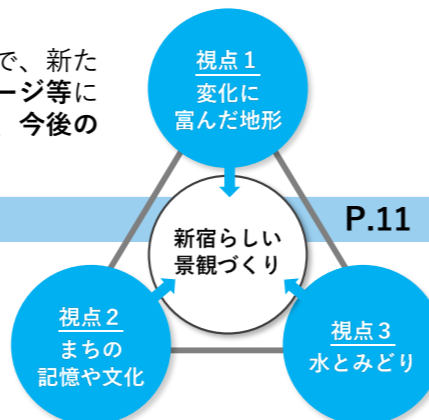 で、新た
ージ等に
今後の
視点1
変化に
富んだ地形
P.11
新宿らしい
景観づくり
視点2
まちの
記憶や文化
視点3
水とみどり